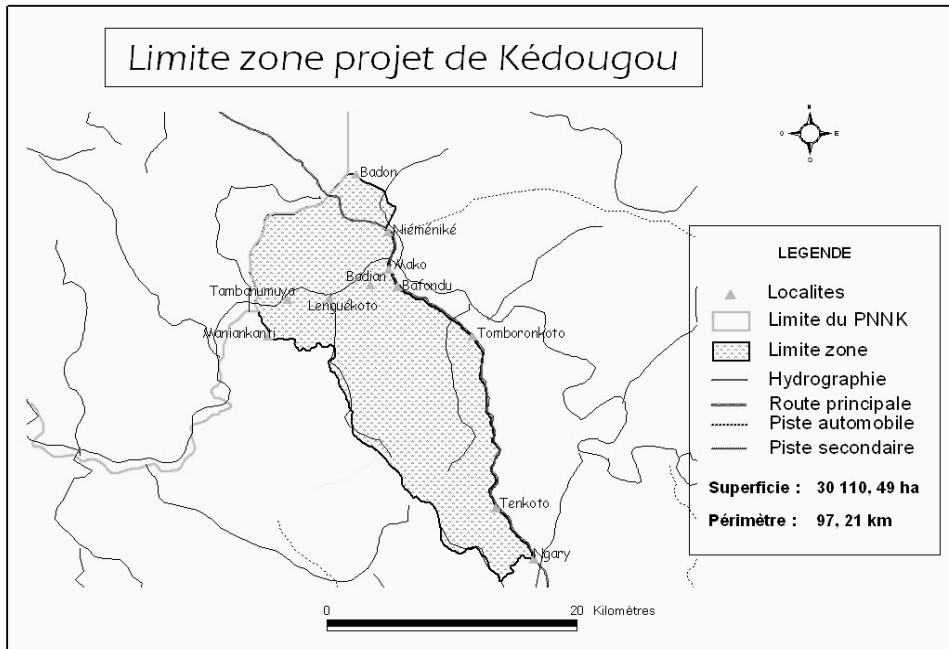 Limite zone projet de Kédougou
N
O
E
O
Badon
Niéméniké
Mako
Badian
Bafondu
Tambanumuya
Lenguékoto
Maniankanti
Tomboronkoto
Tenkoto
Ngary
LEGENDE
Localites
Limite du PNNK
Limite zone
Hydrographie
Route principale
Piste automobile
Piste secondaire
Superficie : 30 110, 49 ha
Périmètre : 97, 21 km
0 20 Kilomètres